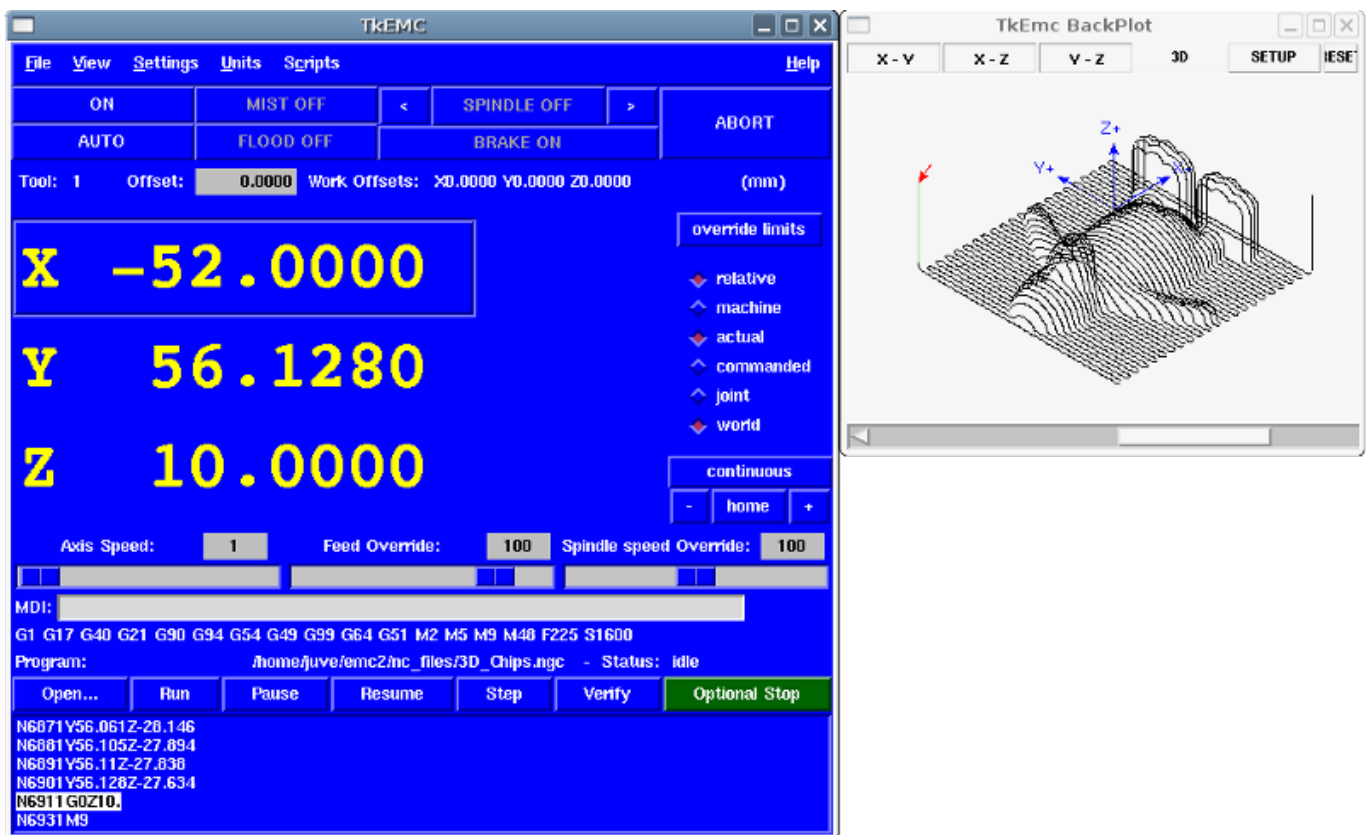 TkEMC
File View Settings Units Scripts Help
ON MIST OFF < SPINDLE OFF > ABORT
AUTO FLOOD OFF BRAKE ON
Tool: 1 Offset: 0.0000 Work Offsets: X0.0000 Y0.0000 Z0.0000 (mm)
override limits
X -52.0000
relative
machine
Y 56.1280
actual
commanded
joint
world
Z 10.0000
continuous
- home +
Axis Speed: 1 Feed Override: 100 Spindle speed Override: 100
MDI:
G1 G17 G40 G21 G90 G94 G54 G49 G99 G64 G51 M2 M5 M9 M48 F225 S1600
Program: /home/juve/emc2/nc_files/3D_Chips.ngc - Status: idle
Open... Run Pause Resume Step Verify Optional Stop
N6871Y56.061Z-28.146
N6881Y56.105Z-27.894
N6891Y56.11Z-27.838
N6901Y56.128Z-27.634
N6911G0Z10.
N6931M9
TkEmc BackPlot
X - Y X - Z Y - Z 3D SETUP
Z+
Y+
X+